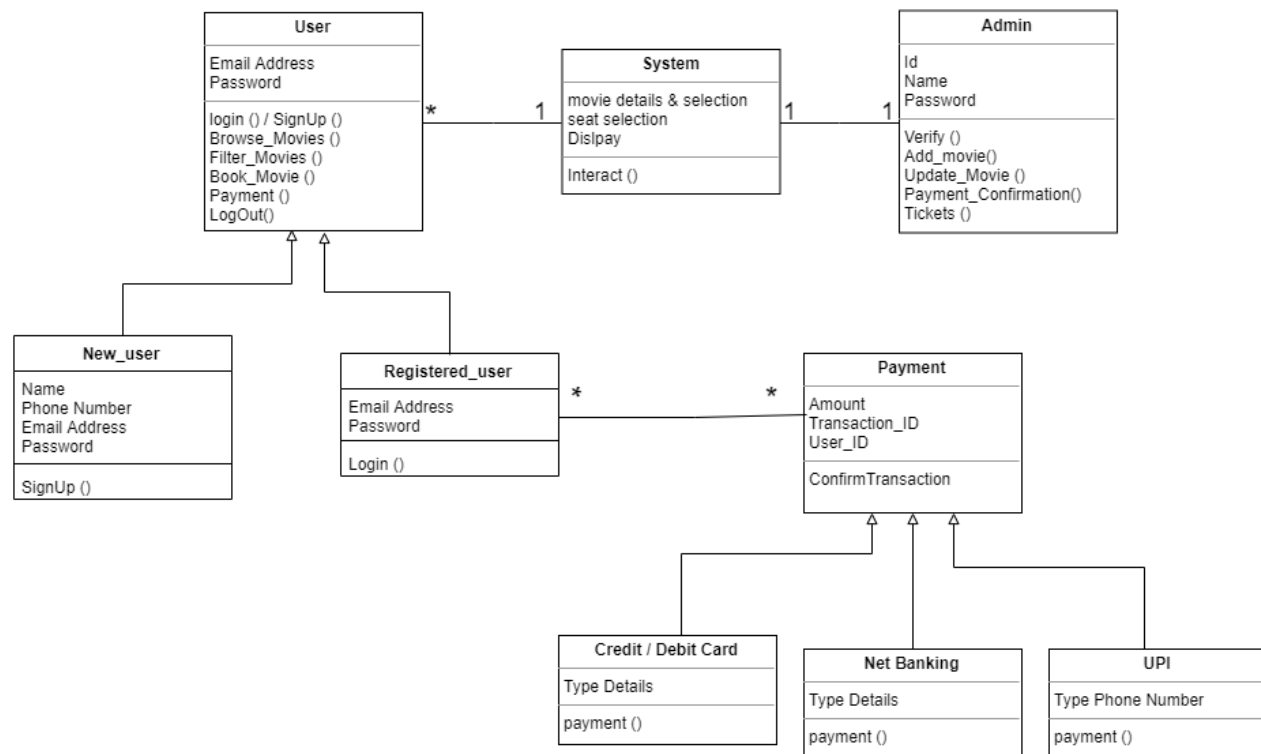 User
Email Address
Password
login () / SignUp ()
Browse_Movies ()
Filter_Movies ()
Book_Movie ()
Payment ()
LogOut()
*
1
System
movie details & selection
seat selection
Dislpay
Interact ()
1
1
Admin
Id
Name
Password
Verify ()
Add_movie()
Update_Movie ()
Payment_Confirmation()
Tickets ()
New_user
Name
Phone Number
Email Address
Password
SignUp ()
Registered_user
Email Address
Password
Login ()
*
*
Payment
Amount
Transaction_ID
User_ID
ConfirmTransaction
Credit / Debit Card
Type Details
payment ()
Net Banking
Type Details
payment ()
UPI
Type Phone Number
payment ()